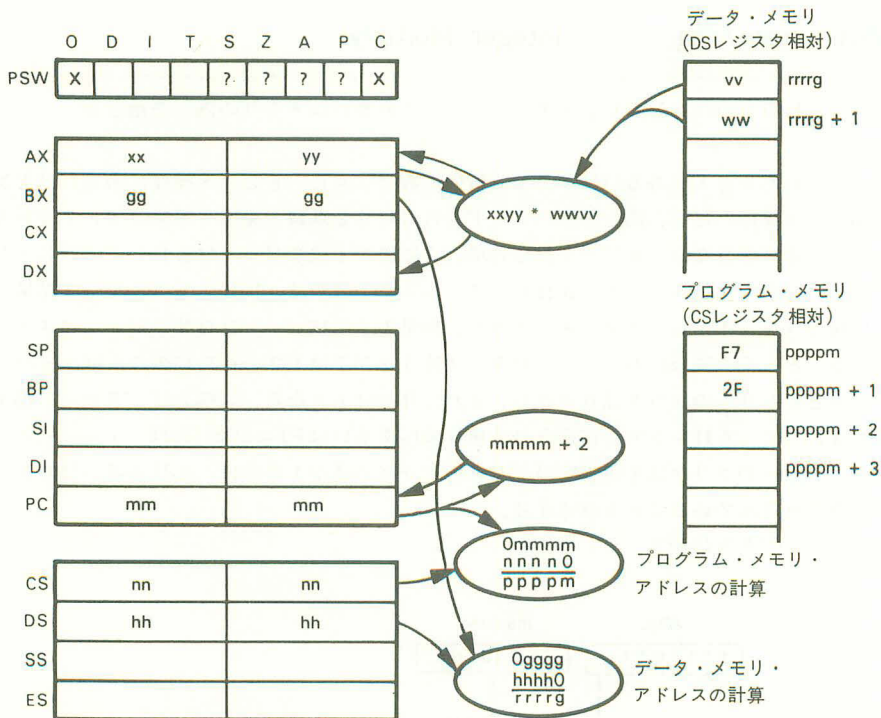 O D I T S Z A P C
PSW X ? ? ? ? X
AX xx yy
BX gg gg
CX
DX
xxyy * wwvv
データ・メモリ
(DSレジスタ相対)
vv rrrrg
ww rrrrg + 1
プログラム・メモリ
(CSレジスタ相対)
F7 ppppm
2F ppppm + 1
ppppm + 2
ppppm + 3
SP
BP
SI
DI
PC mm mm
mmmm + 2
0mmmm
nnnn0
ppppm
プログラム・メモリ・
アドレスの計算
CS nn nn
DS hh hh
SS
ES
0gggg
hhhh0
rrrrg
データ・メモリ・
アドレスの計算